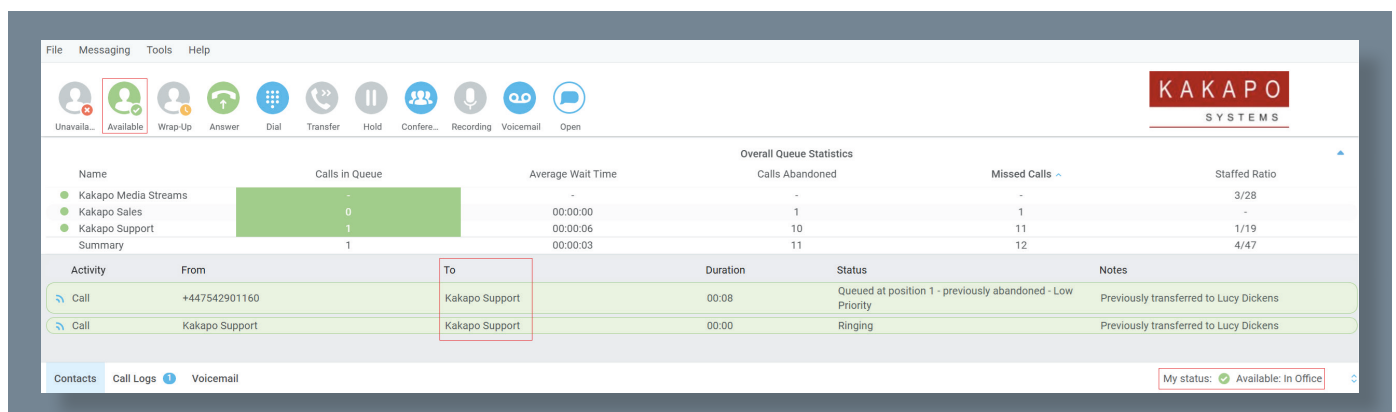 File Messaging Tools Help
KAKAPO
SYSTEMS
Unavaila... Available Wrap-Up Answer Dial Transfer Hold Confere... Recording Voicemail Open
Overall Queue Statistics
Name Calls in Queue Average Wait Time Calls Abandoned Missed Calls Staffed Ratio
Kakapo Media Streams - - - - 3/28
Kakapo Sales 0 00:00:00 1 1 -
Kakapo Support 1 00:00:06 10 11 1/19
Summary 1 00:00:03 11 12 4/47
Activity From To Duration Status Notes
Call +447542901160 Kakapo Support 00:08 Queued at position 1 - previously abandoned - Low
Priority Previously transferred to Lucy Dickens
Call Kakapo Support Kakapo Support 00:00 Ringing Previously transferred to Lucy Dickens
Contacts Call Logs 1 Voicemail My status: Available: In Office